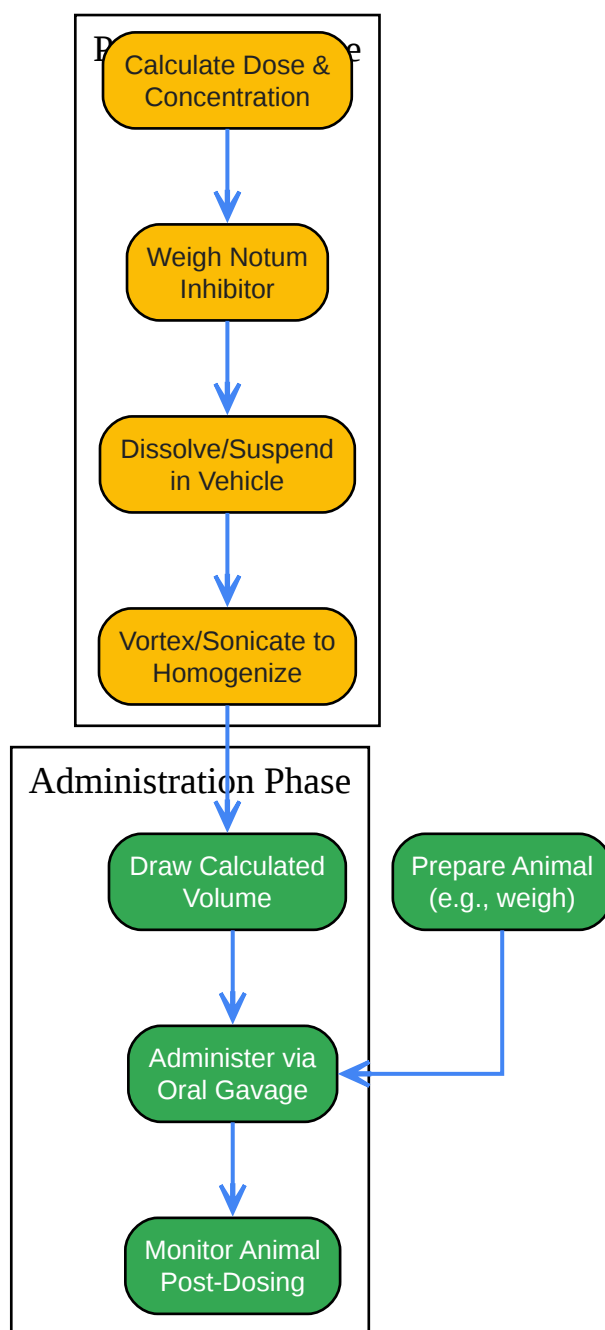 Calculate Dose &
Concentration
Weigh Notum
Inhibitor
Dissolve/Suspend
in Vehicle
Vortex/Sonicate to
Homogenize
Administration Phase
Draw Calculated
Volume
Prepare Animal
(e.g., weigh)
Administer via
Oral Gavage
Monitor Animal
Post-Dosing